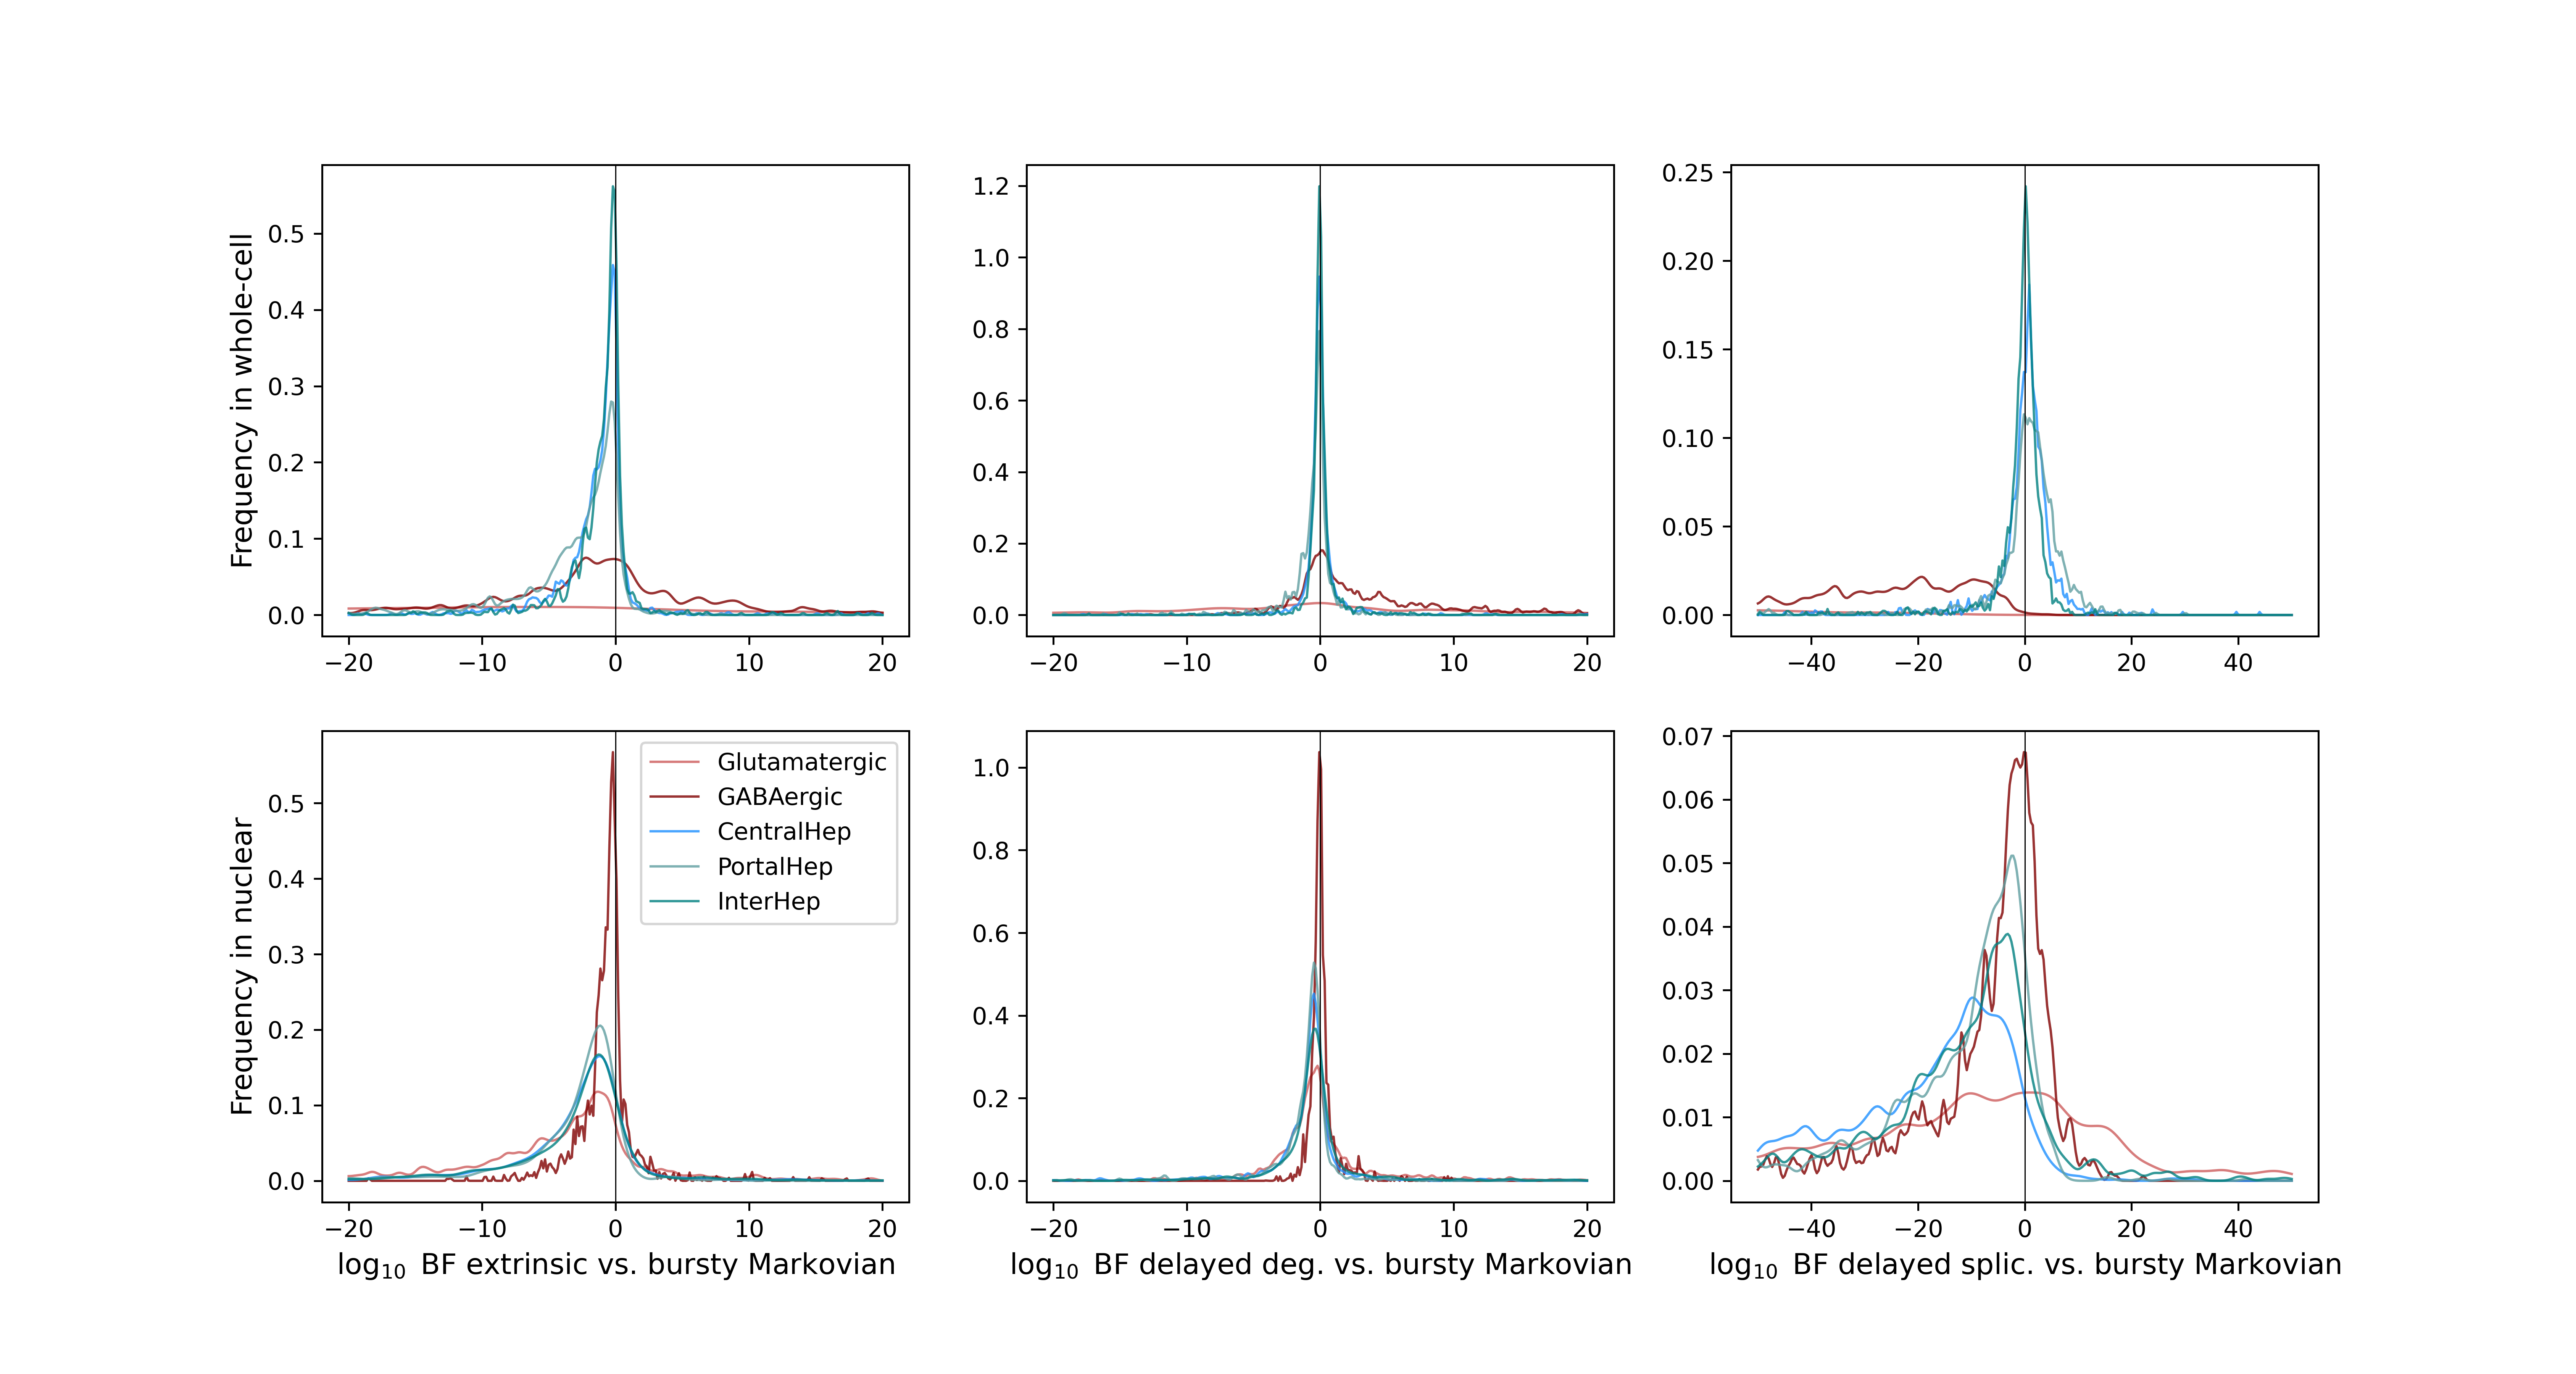 Frequency in whole-cell
0.5
0.4
0.3
0.2
0.1
0.0
−20 −10 0 10 20
1.2
1.0
0.8
0.6
0.4
0.2
0.0
−20 −10 0 10 20
0.25
0.20
0.15
0.10
0.05
0.00
−40 −20 0 20 40
Frequency in nuclear
0.5
0.4
0.3
0.2
0.1
0.0
Glutamatergic
GABAergic
CentralHep
PortalHep
InterHep
−20 −10 0 10 20
log₁₀ BF extrinsic vs. bursty Markovian
1.0
0.8
0.6
0.4
0.2
0.0
−20 −10 0 10 20
log₁₀ BF delayed deg. vs. bursty Markovian
0.07
0.06
0.05
0.04
0.03
0.02
0.01
0.00
−40 −20 0 20 40
log₁₀ BF delayed splic. vs. bursty Markovian